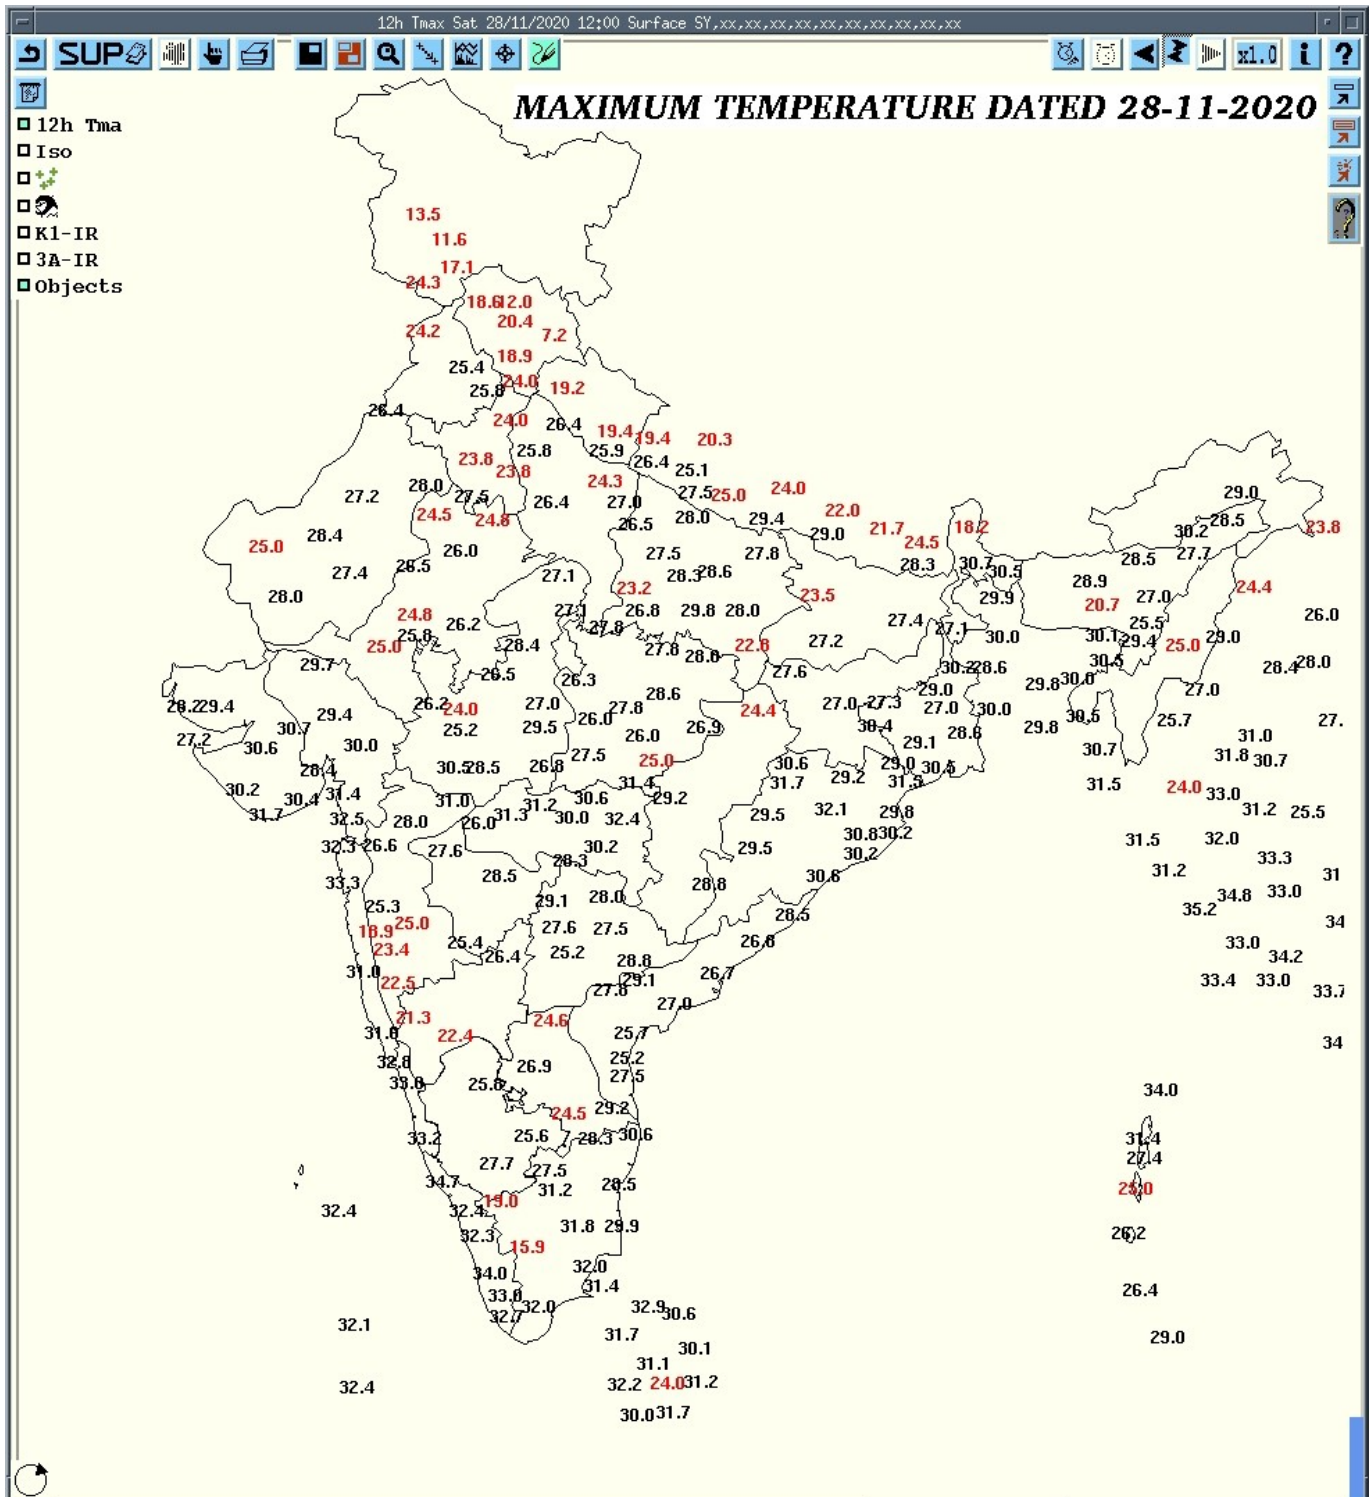 12h Tmax Sat 28/11/2020 12:00 Surface SY,xx,xx,xx,xx,xx,xx,xx,xx,xx,xx
SUP x1.0 i ?
MAXIMUM TEMPERATURE DATED 28-11-2020
12h Tma
Iso
K1-IR
3A-IR
Objects
13.5
11.6
17.1
24.3
18.6 12.0
20.4
24.2 7.2
18.9
25.4
24.0 19.2
25.8
26.4
24.0 26.4
19.4 19.4 20.3
25.8 25.9
23.8 26.4
23.8 25.1
24.3
28.0 27.5 25.0 24.0
27.2 27.5 26.4 27.0 29.0
24.5 24.8 26.5 28.0 29.4 22.0 28.5
28.4 29.0 21.7 18.2 30.2 23.8
25.0 26.0 27.5 27.8 24.5 28.5 27.7
27.4 28.5 27.1 28.3 28.6 28.3 30.7 30.5 28.9
28.0 23.2 23.5 29.9 20.7 27.0 24.4
24.8 26.2 27.1 26.8 29.8 28.0 27.4 26.0
25.8 27.8 27.1 30.0 30.1 25.5 29.0
25.0 28.4 27.8 28.0 22.8 27.2 29.4 25.0
29.7 26.5 26.3 27.6 30.2 28.6 30.5 28.4 28.0
28.2 29.4 26.2 27.0 28.6 29.0 29.8 30.0 27.0
29.4 24.0 26.0 27.8 24.4 27.0 27.3 27.0 30.0 30.5 25.7 27.
27.2 30.6 30.7 30.0 25.2 29.5 26.0 26.9 30.4 29.1 28.6 29.8 31.0
28.4 30.5 28.5 26.8 27.5 25.0 30.6 29.2 29.0 30.5 30.7 31.8 30.7
30.2 30.4 31.4 31.0 31.2 30.6 31.4 29.2 31.7 31.5 31.5 24.0 33.0
31.7 32.5 28.0 26.0 31.3 30.0 32.4 29.5 32.1 29.8 31.2 25.5
32.3 26.6 27.6 28.3 30.2 29.5 30.8 30.2 30.2 31.5 32.0
33.3 28.5 28.8 30.6 31.2 33.3 31
25.3 29.1 28.0 28.5 35.2 34.8 33.0
18.9 25.0 27.6 27.5 34
23.4 25.4 26.4 25.2 26.8 33.0 34.2
31.0 22.5 28.8 29.1 26.7 33.4 33.0
27.8 27.0 33.7
21.3 24.6
31.8 22.4 25.7 34
32.8 26.9 25.2
33.8 25.8 27.5 34.0
24.5 29.2
33.2 25.6 7 28.3 30.6 31.4
27.7 27.5 27.4
34.7 31.2 28.5 25.0
19.0
32.4 32.4
32.3 31.8 29.9 26.2
15.9
34.0 32.0
33.0 31.4 26.4
32.7 32.0 32.9 30.6
32.1 31.7 29.0
30.1
31.1
32.4 32.2 24.0 31.2
30.0 31.7